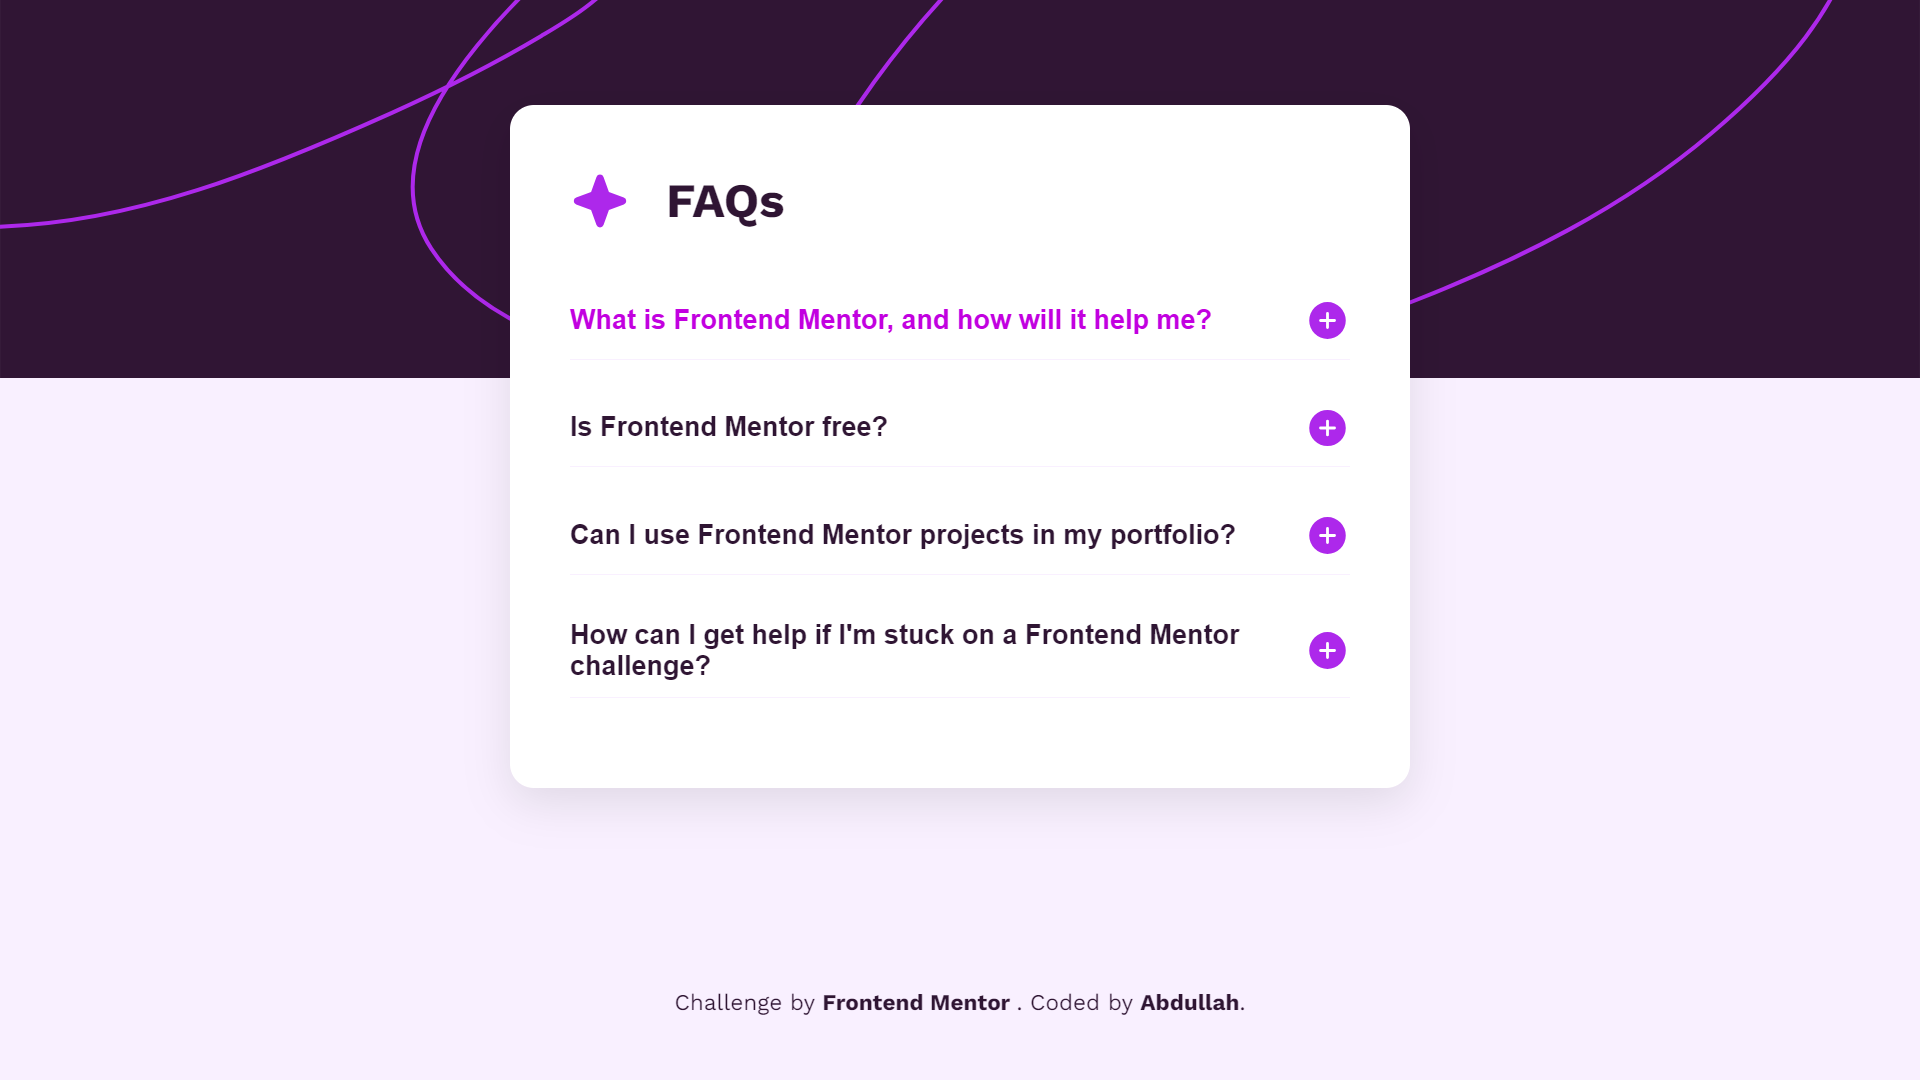 FAQs
What is Frontend Mentor, and how will it help me?
Is Frontend Mentor free?
Can I use Frontend Mentor projects in my portfolio?
How can I get help if I'm stuck on a Frontend Mentor
challenge?
Challenge by Frontend Mentor . Coded by Abdullah.